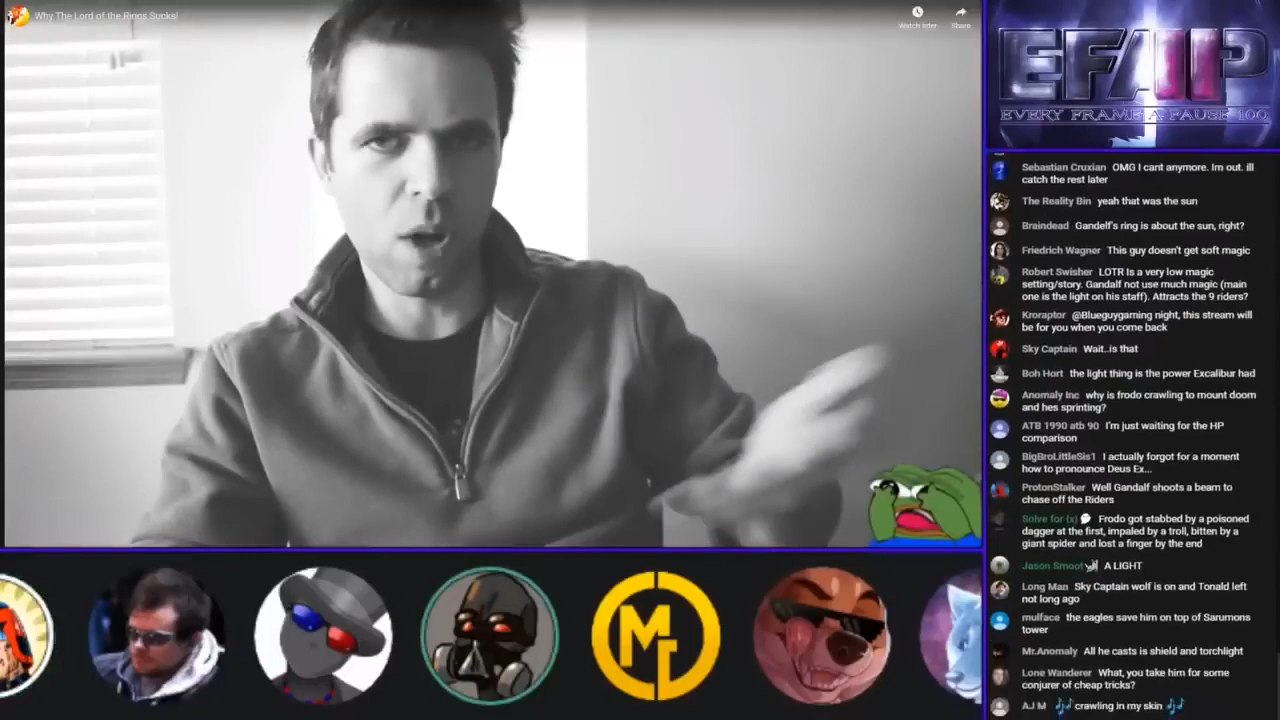 Why The Lord of the Rings Sucks!
Watch later
Share
EFAP
EVERY FRAME A PAUSE 100
Sebastian Cruxian OMG I cant anymore. Im out. ill
catch the rest later
The Reality Bin yeah that was the sun
Braindead Gandelf's ring is about the sun, right?
Friedrich Wagner This guy doesn't get soft magic
Robert Swisher LOTR Is a very low magic
setting/story. Gandalf not use much magic (main
one is the light on his staff). Attracts the 9 riders?
Kroraptor @Blueguygaming night, this stream will
be for you when you come back
Sky Captain Wait..is that
Boh Hort the light thing is the power Excalibur had
Anomaly Inc why is frodo crawling to mount doom
and hes sprinting?
ATB 1990 atb 90 I'm just waiting for the HP
comparison
BigBroLittleSis1 I actually forgot for a moment
how to pronounce Deus Ex...
ProtonStalker Well Gandalf shoots a beam to
chase off the Riders
Solve for (x) Frodo got stabbed by a poisoned
dagger at the first, impaled by a troll, bitten by a
giant spider and lost a finger by the end
Jason Smoot A LIGHT
Long Man Sky Captain wolf is on and Tonald left
not long ago
mulface the eagles save him on top of Sarumons
tower
Mr.Anomaly All he casts is shield and torchlight
Lone Wanderer What, you take him for some
conjurer of cheap tricks?
AJ M 🎶 crawling in my skin 🎶